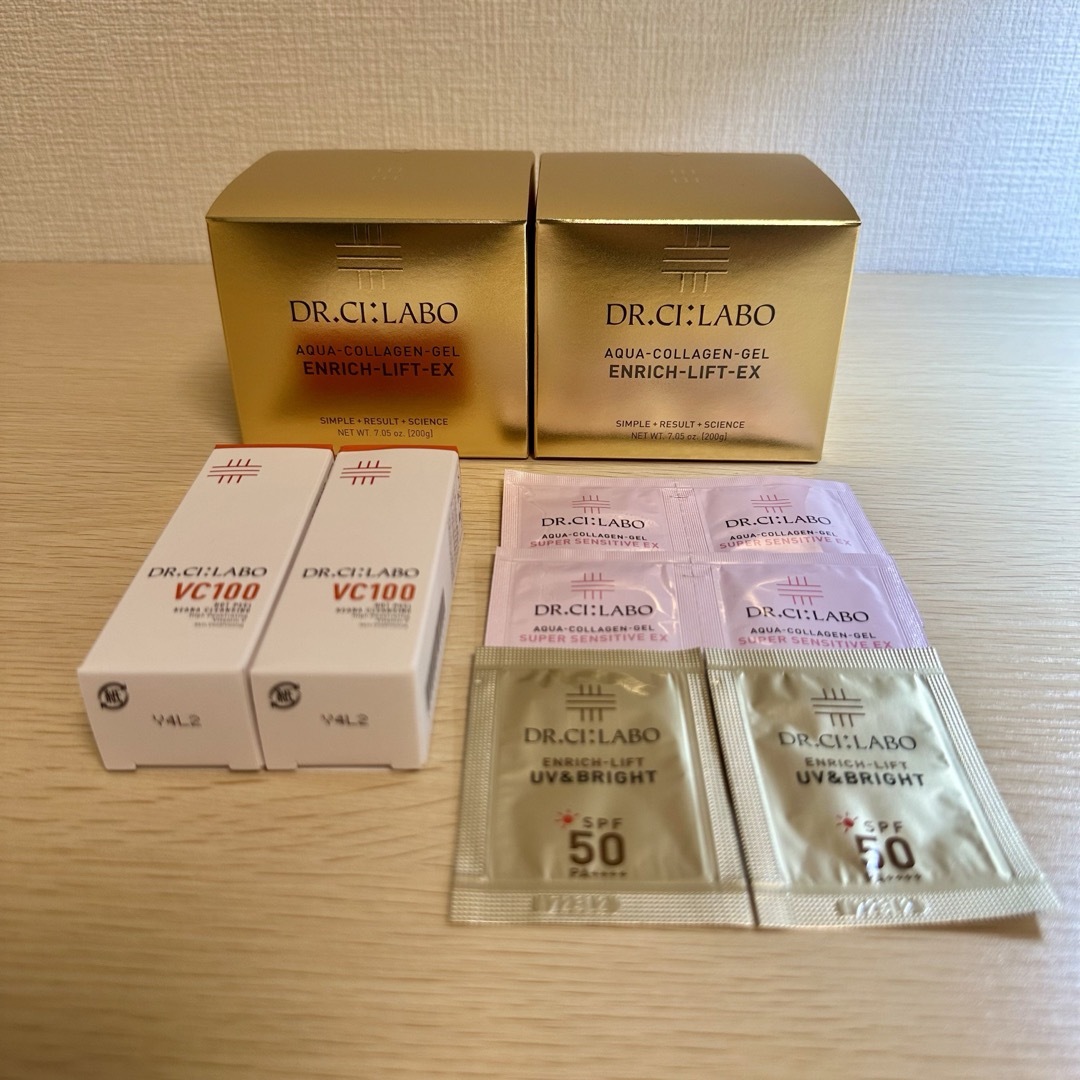 DR.CI:LABO
AQUA-COLLAGEN-GEL
ENRICH-LIFT-EX
SIMPLE+RESULT+SCIENCE
NET WT. 7.05 oz. [200g]
DR.CI:LABO
AQUA-COLLAGEN-GEL
ENRICH-LIFT-EX
SIMPLE+RESULT+SCIENCE
NET WT. 7.05 oz. [200g]
DR.CI:LABO
VC100
HOT PEEL
Y4L2
DR.CI:LABO
VC100
HOT PEEL
Y4L2
DR.CI:LABO
AQUA-COLLAGEN-GEL
SUPER SENSITIVE EX
DR.CI:LABO
AQUA-COLLAGEN-GEL
SUPER SENSITIVE EX
DR.CI:LABO
AQUA-COLLAGEN-GEL
SUPER SENSITIVE EX
DR.CI:LABO
AQUA-COLLAGEN-GEL
SUPER SENSITIVE EX
DR.CI:LABO
ENRICH-LIFT
UV&BRIGHT
SPF
50
PA++++
DR.CI:LABO
ENRICH-LIFT
UV&BRIGHT
SPF
50
PA++++